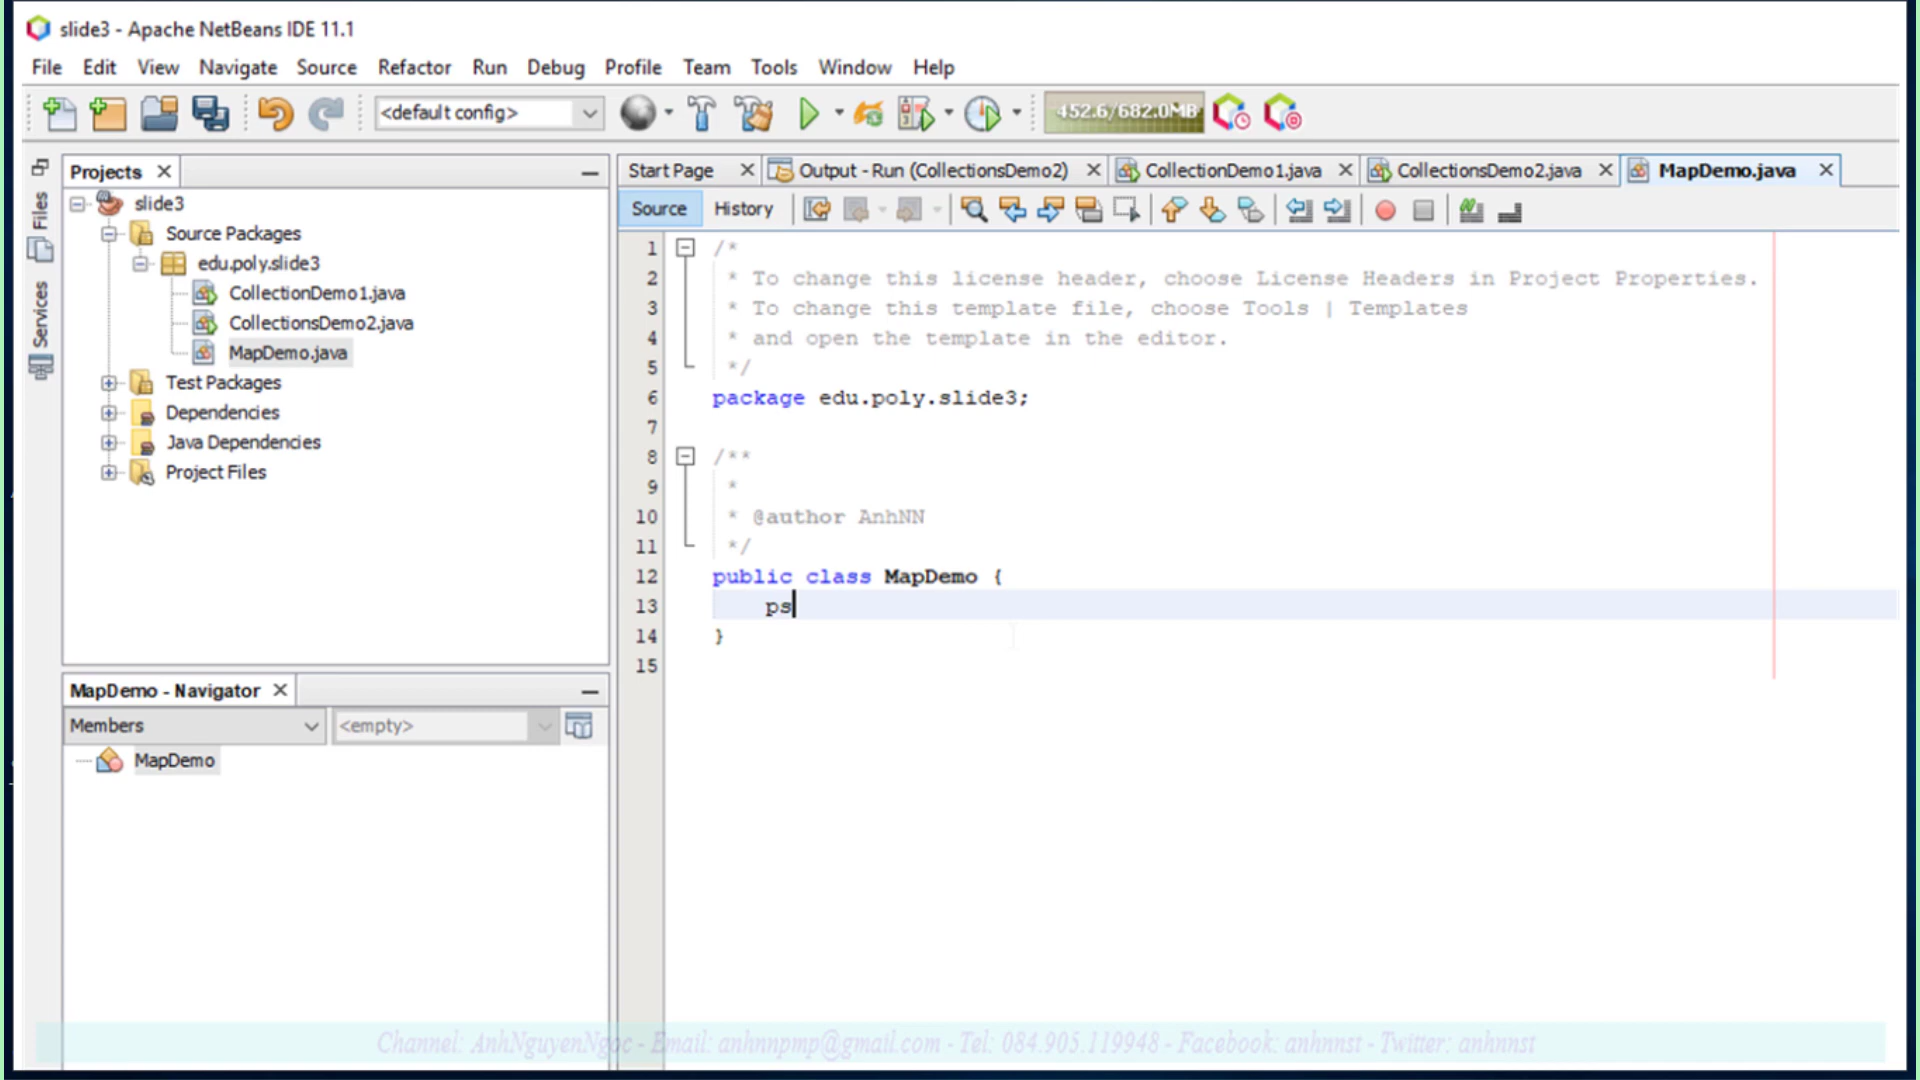 slide3 - Apache NetBeans IDE 11.1
File Edit View Navigate Source Refactor Run Debug Profile Team Tools Window Help
<default config>
452.6/682.0MB
Files
Services
Projects
slide3
Source Packages
edu.poly.slide3
CollectionDemo1.java
CollectionsDemo2.java
MapDemo.java
Test Packages
Dependencies
Java Dependencies
Project Files
MapDemo - Navigator
Members
<empty>
MapDemo
Start Page Output - Run (CollectionsDemo2) CollectionDemo1.java CollectionsDemo2.java MapDemo.java
Source History
1 /*
2 * To change this license header, choose License Headers in Project Properties.
3 * To change this template file, choose Tools | Templates
4 * and open the template in the editor.
5 */
6 package edu.poly.slide3;
7
8 /**
9 *
10 * @author AnhNN
11 */
12 public class MapDemo {
13 ps
14 }
15
Channel: AnhNguyenNgoc - Email: anhnnpmp@gmail.com - Tel: 084.905.119948 - Facebook: anhnnst - Twitter: anhnnst